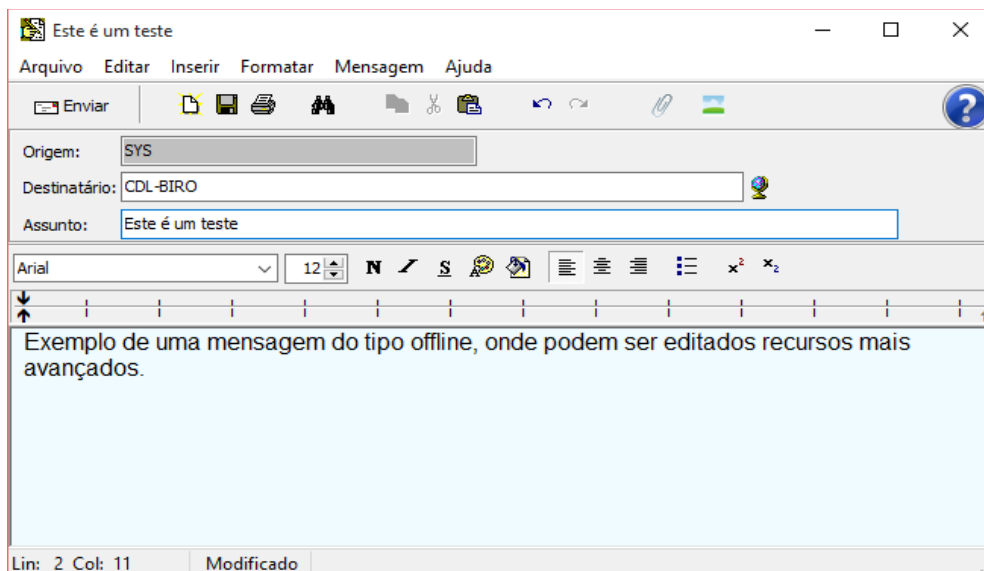 Este é um teste
Arquivo Editar Inserir Formatar Mensagem Ajuda
Enviar
Origem: SYS
Destinatário: CDL-BIRO
Assunto: Este é um teste
Arial 12 N S x² x₂
Exemplo de uma mensagem do tipo offline, onde podem ser editados recursos mais
avançados.
Lin: 2 Col: 11 Modificado